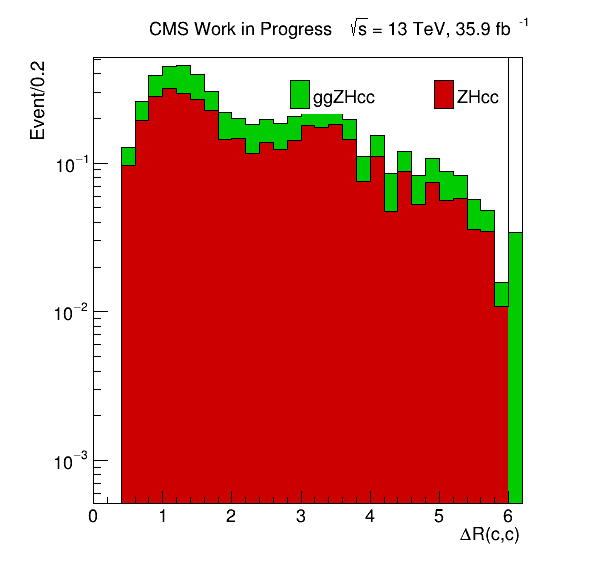 CMS Work in Progress √s = 13 TeV, 35.9 fb⁻¹
Event/0.2
ggZHcc ZHcc
10⁻¹
10⁻²
10⁻³
0 1 2 3 4 5 6
ΔR(c,c)